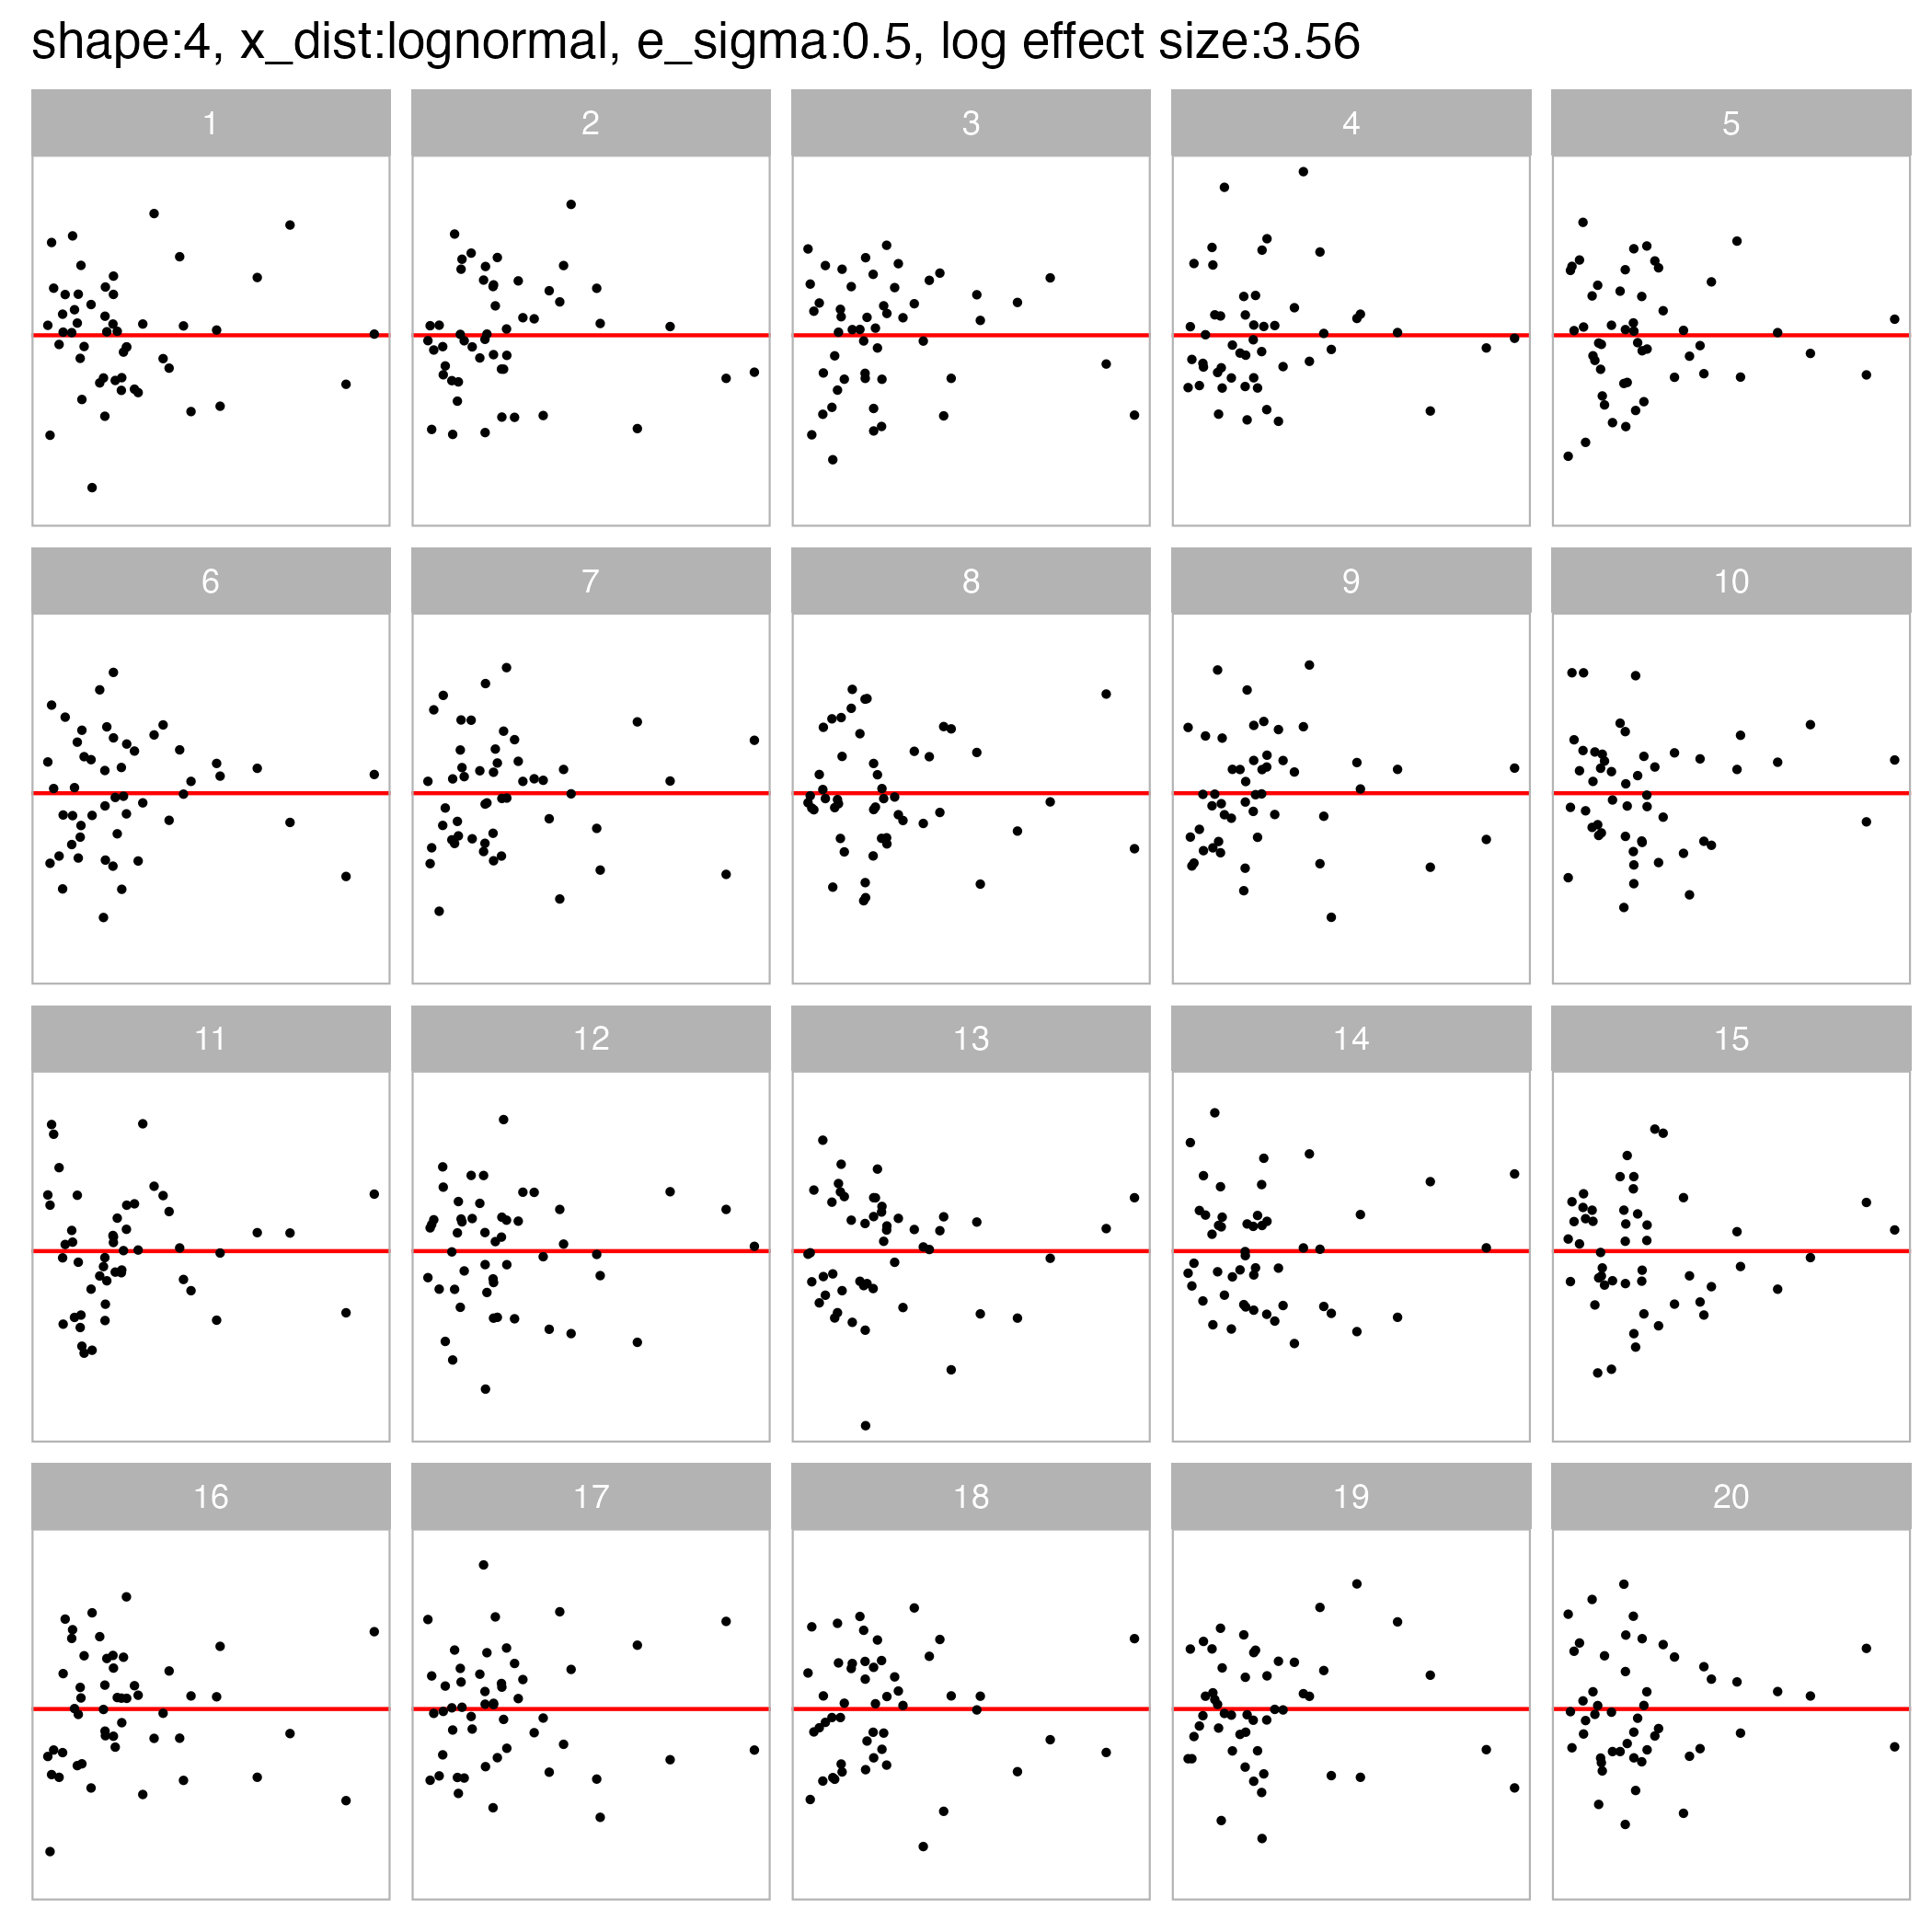 shape:4, x_dist:lognormal, e_sigma:0.5, log effect size:3.56
1 2 3 4 5
6 7 8 9 10
11 12 13 14 15
16 17 18 19 20